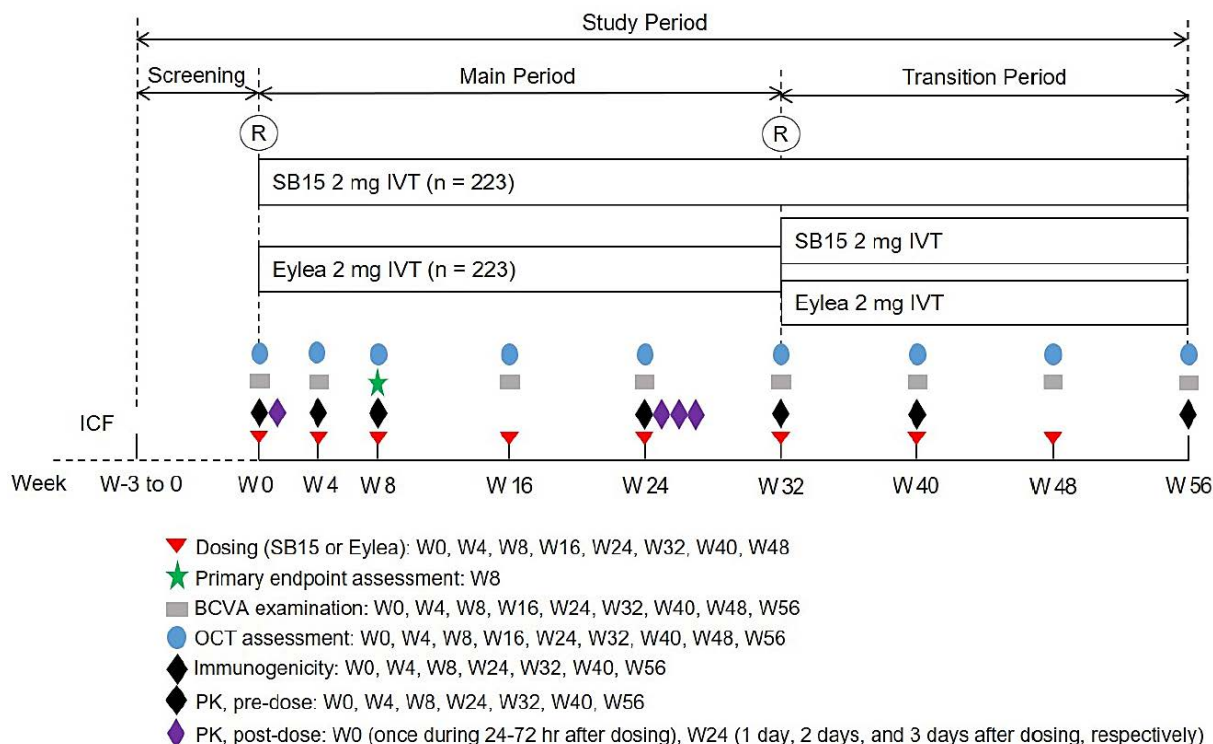 Study Period
Screening
Main Period
Transition Period
R
R
SB15 2 mg IVT (n = 223)
SB15 2 mg IVT
Eylea 2 mg IVT (n = 223)
Eylea 2 mg IVT
ICF
Week W-3 to 0 W 0 W 4 W 8 W 16 W 24 W 32 W 40 W 48 W 56
Dosing (SB15 or Eylea): W0, W4, W8, W16, W24, W32, W40, W48
Primary endpoint assessment: W8
BCVA examination: W0, W4, W8, W16, W24, W32, W40, W48, W56
OCT assessment: W0, W4, W8, W16, W24, W32, W40, W48, W56
Immunogenicity: W0, W4, W8, W24, W32, W40, W56
PK, pre-dose: W0, W4, W8, W24, W32, W40, W56
PK, post-dose: W0 (once during 24-72 hr after dosing), W24 (1 day, 2 days, and 3 days after dosing, respectively)